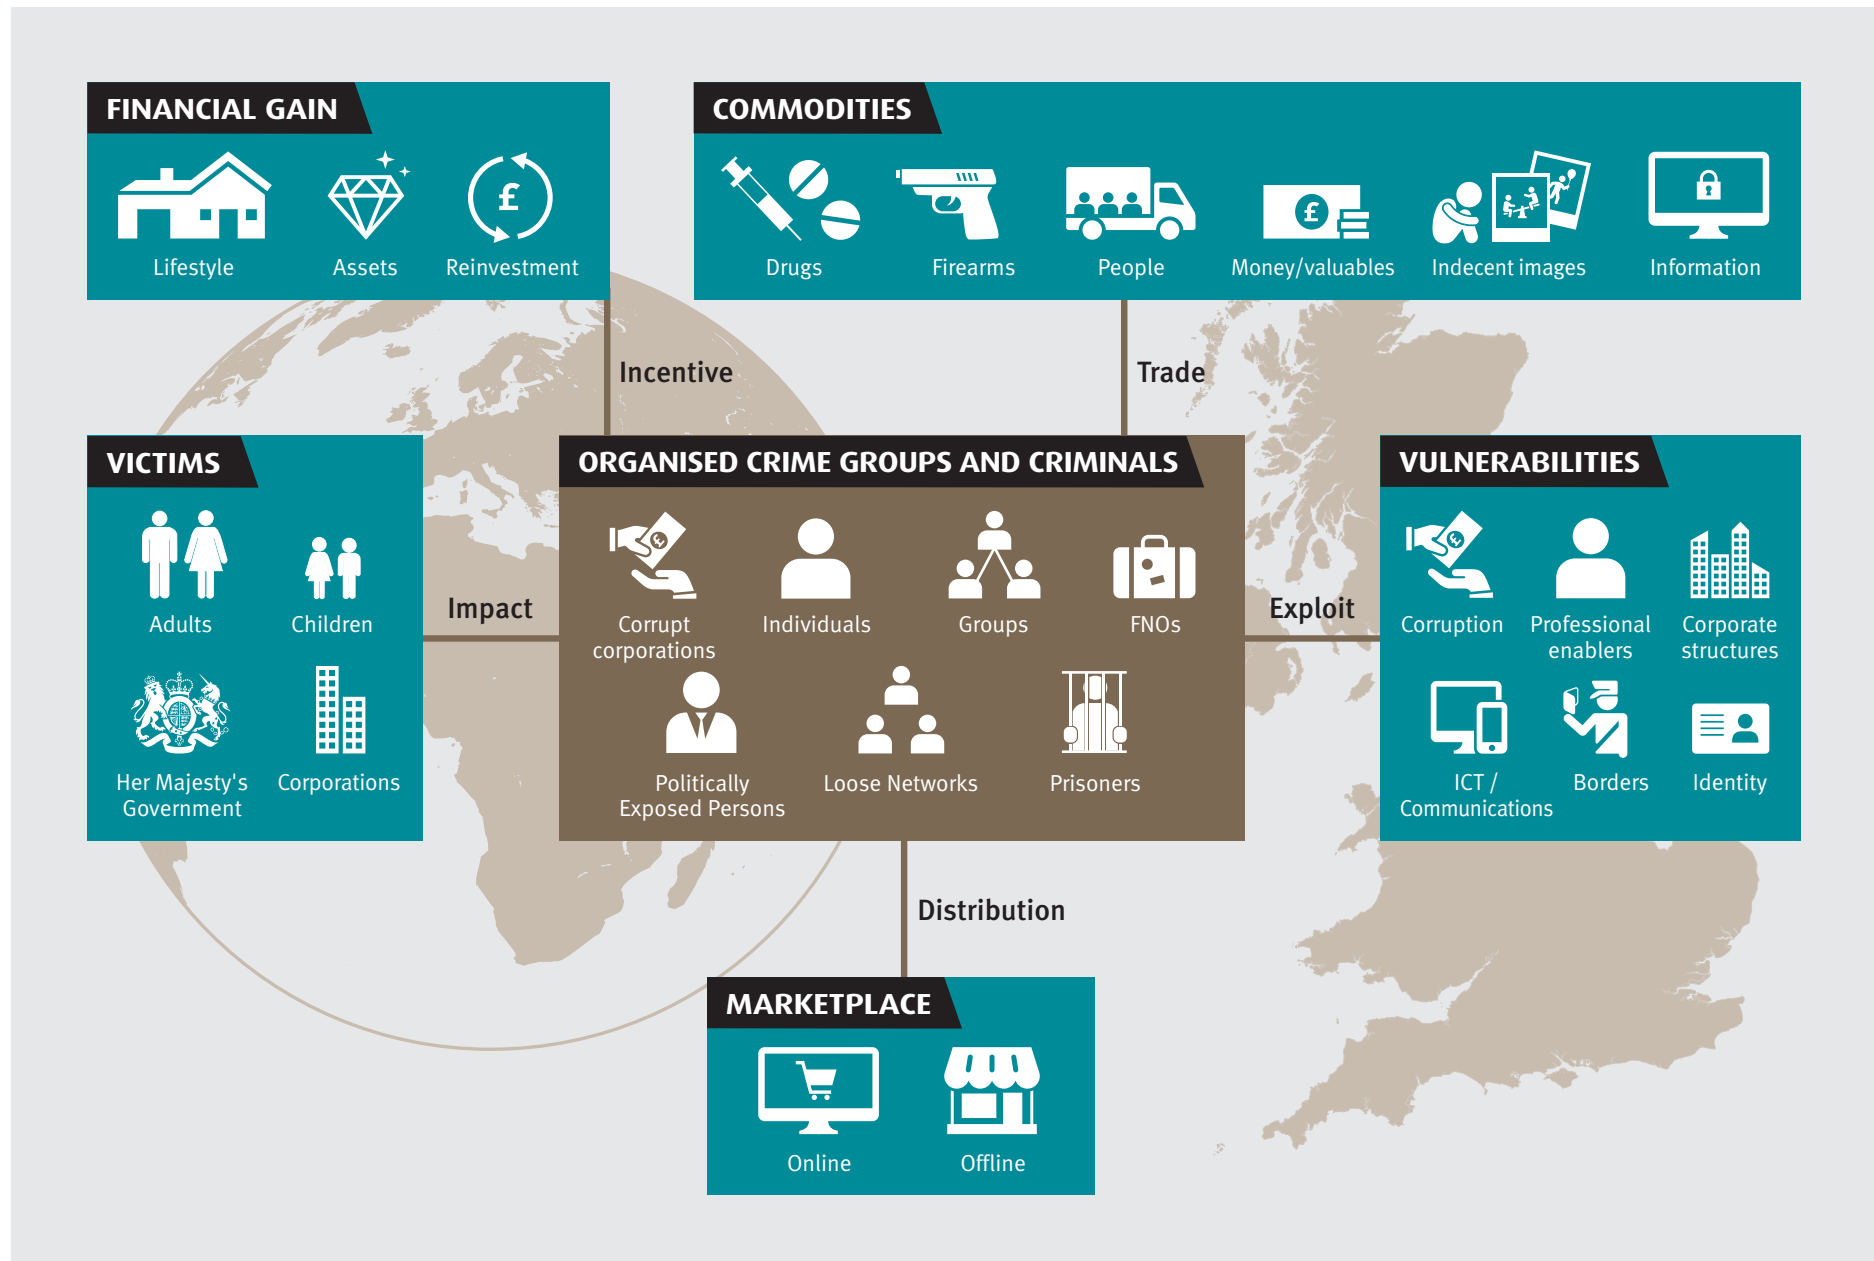 FINANCIAL GAIN
Lifestyle
Assets
£
Reinvestment
COMMODITIES
Drugs
Firearms
People
£
Money/valuables
Indecent images
Information
Incentive
Trade
VICTIMS
Adults
Children
Her Majesty's
Government
Corporations
Impact
ORGANISED CRIME GROUPS AND CRIMINALS
£
Corrupt
corporations
Individuals
Groups
FNOs
Politically
Exposed Persons
Loose Networks
Prisoners
Exploit
VULNERABILITIES
£
Corruption
Professional
enablers
Corporate
structures
ICT /
Communications
Borders
Identity
Distribution
MARKETPLACE
Online
Offline